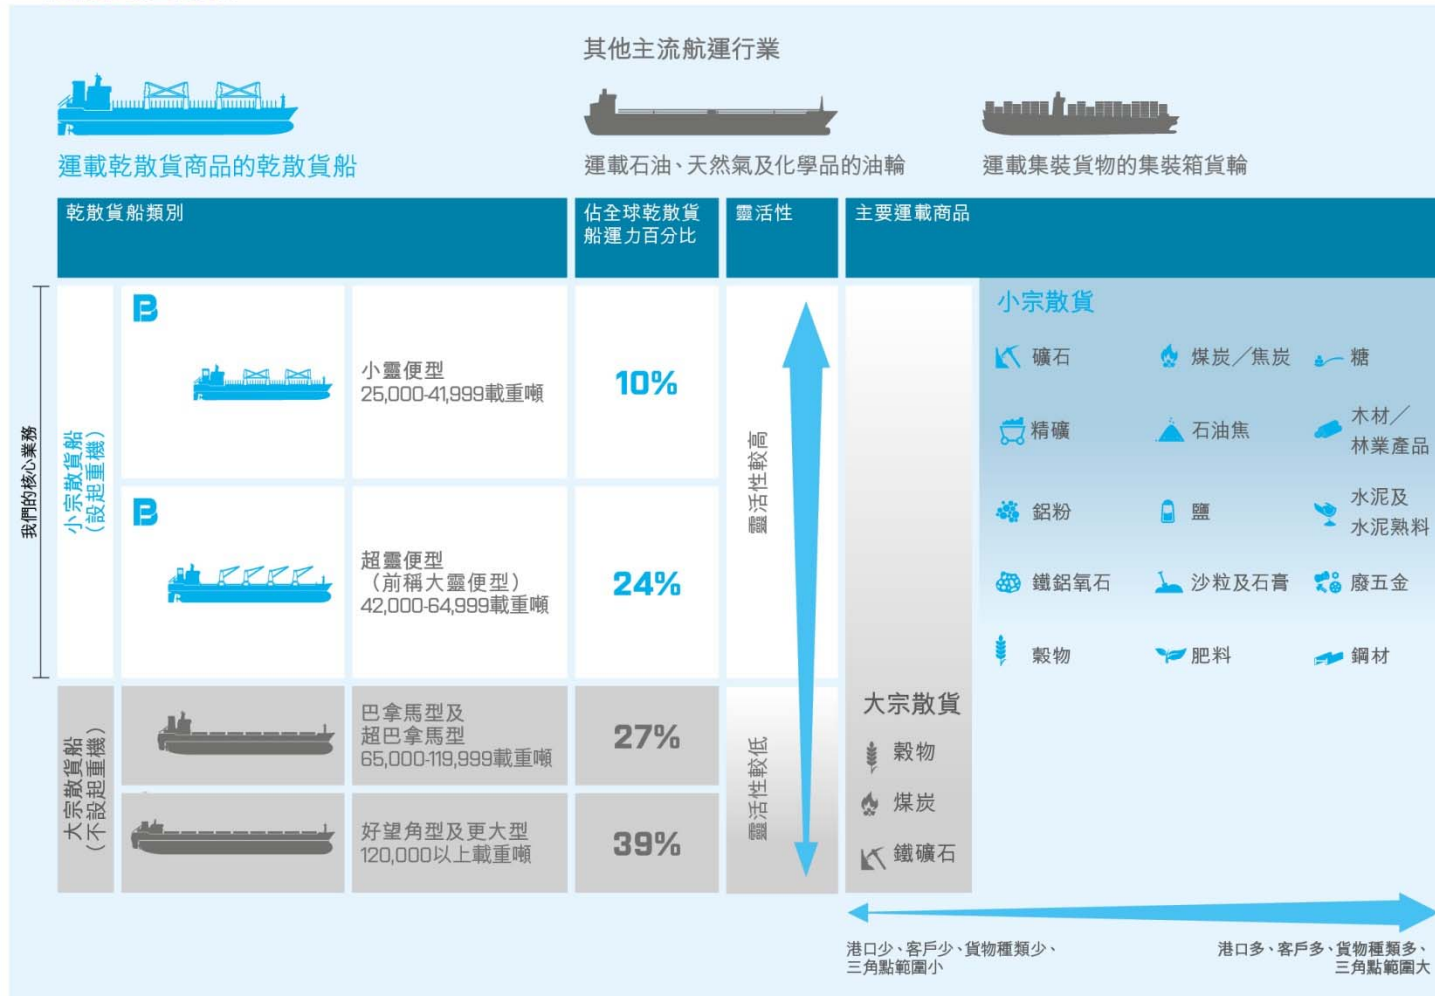 其他主流航運行業
運載乾散貨商品的乾散貨船
運載石油、天然氣及化學品的油輪
運載集裝貨物的集裝箱貨輪
乾散貨船類別
佔全球乾散貨
船運力百分比
靈活性
主要運載商品
我們的核心業務
小宗散貨船
（設起重機）
B
小靈便型
25,000-41,999載重噸
10%
B
超靈便型
（前稱大靈便型）
42,000-64,999載重噸
24%
靈活性較高
大宗散貨船
（不設起重機）
巴拿馬型及
超巴拿馬型
65,000-119,999載重噸
27%
好望角型及更大型
120,000以上載重噸
39%
靈活性較低
小宗散貨
礦石
煤炭／焦炭
糖
精礦
石油焦
木材／
林業產品
鋁粉
鹽
水泥及
水泥熟料
鐵鋁氧石
沙粒及石膏
廢五金
穀物
肥料
鋼材
大宗散貨
穀物
煤炭
鐵礦石
港口少、客戶少、貨物種類少、
三角點範圍小
港口多、客戶多、貨物種類多、
三角點範圍大